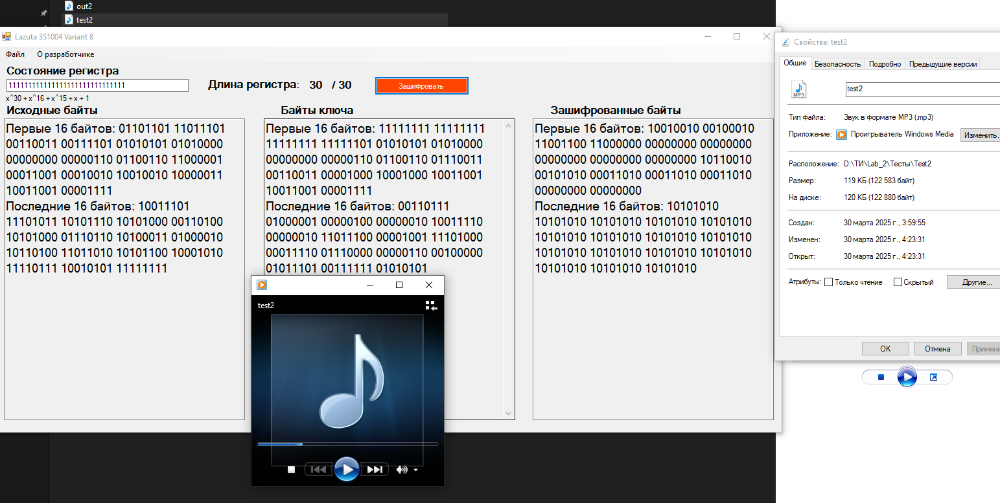 out2
test2
Lazuta 351004 Variant 8
Файл О разработчике
Состояние регистра
111111111111111111111111111111
Длина регистра: 30 / 30
Зашифровать
x^30 + x^16 + x^15 + x + 1
Исходные байты
Первые 16 байтов: 01101101 11011101
00110011 00111101 01010101 01010000
00000000 00000110 01100110 11000001
00011001 00010010 10010010 10000011
10011001 00001111
Последние 16 байтов: 10011101
11101011 10101110 10101000 00110100
10101000 01110110 10100011 01000010
10110100 11011010 10101100 10001010
11110111 10010101 11111111
Байты ключа
Первые 16 байтов: 11111111 11111111
11111111 11111101 01010101 01010000
00000000 00000110 01100110 01110011
00110011 00001000 10001000 10011001
10011001 00001111
Последние 16 байтов: 00110111
01000001 00000100 00000010 10011110
00000010 11011100 00001001 11101000
00011110 01110000 00000110 00100000
01011101 00111111 01010101
Зашифрованные байты
Первые 16 байтов: 10010010 00100010
11001100 11000000 00000000 00000000
00000000 00000000 00000000 10110010
00101010 00011010 00011010 00011010
00000000 00000000
Последние 16 байтов: 10101010
10101010 10101010 10101010 10101010
10101010 10101010 10101010 10101010
10101010 10101010 10101010 10101010
10101010 10101010 10101010
test2
Свойства: test2
Общие Безопасность Подробно Предыдущие версии
MP3
test2
Тип файла: Звук в формате MP3 (.mp3)
Приложение: Проигрыватель Windows Media Изменить.
Расположение: D:\ТИ\Lab_2\Тесты\Test2
Размер: 119 КБ (122 583 байт)
На диске: 120 КБ (122 880 байт)
Создан: 30 марта 2025 г., 3:59:55
Изменен: 30 марта 2025 г., 4:23:31
Открыт: 30 марта 2025 г., 4:23:31
Атрибуты: Только чтение Скрытый Другие...
OK Отмена Примени